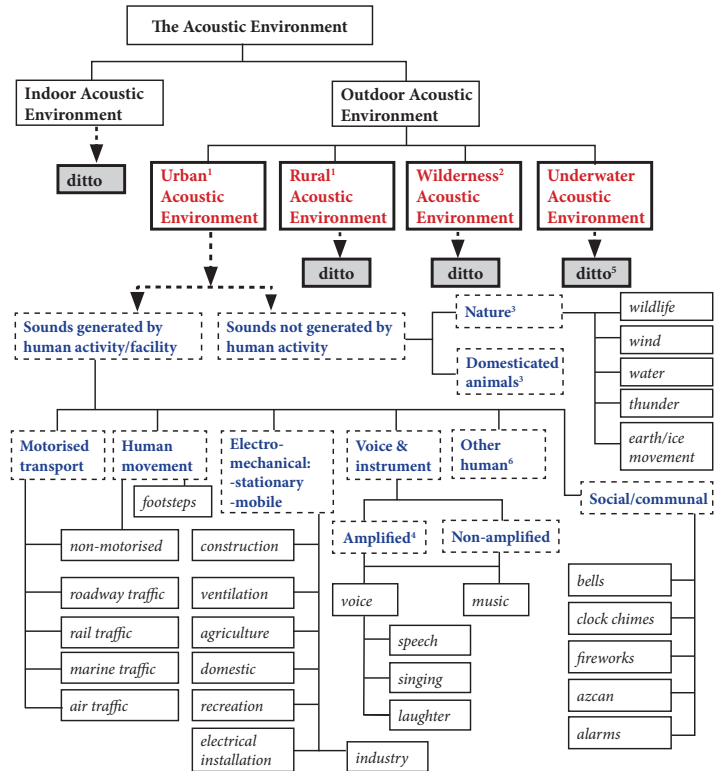 The Acoustic Environment
Indoor Acoustic
Environment
Outdoor Acoustic
Environment
ditto
Urban¹
Acoustic
Environment
Rural¹
Acoustic
Environment
Wilderness²
Acoustic
Environment
Underwater
Acoustic
Environment
ditto
ditto
ditto⁵
Sounds generated by
human activity/facility
Sounds not generated by
human activity
Nature³
Domesticated
animals³
wildlife
wind
water
thunder
earth/ice
movement
Motorised
transport
Human
movement
footsteps
Electro-
mechanical:
-stationary
-mobile
Voice &
instrument
Other
human⁶
Social/communal
non-motorised
roadway traffic
rail traffic
marine traffic
air traffic
construction
ventilation
agriculture
domestic
recreation
electrical
installation
industry
Amplified⁴
Non-amplified
voice
music
speech
singing
laughter
bells
clock chimes
fireworks
azcan
alarms